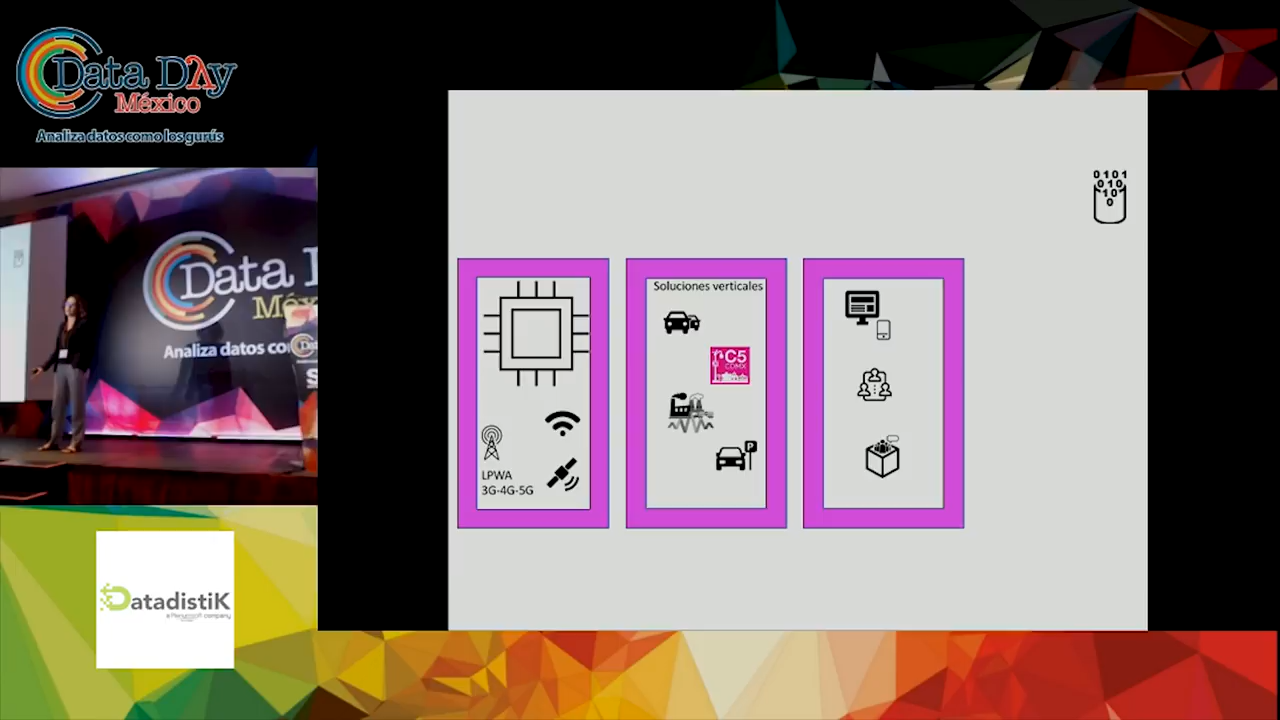 Data Day
México
Analiza datos como los gurús
0101
010
10
0
Soluciones verticales
C5
CDMX
P
LPWA
3G-4G-5G
Data
Méx
Analiza datos co
DatadistiK